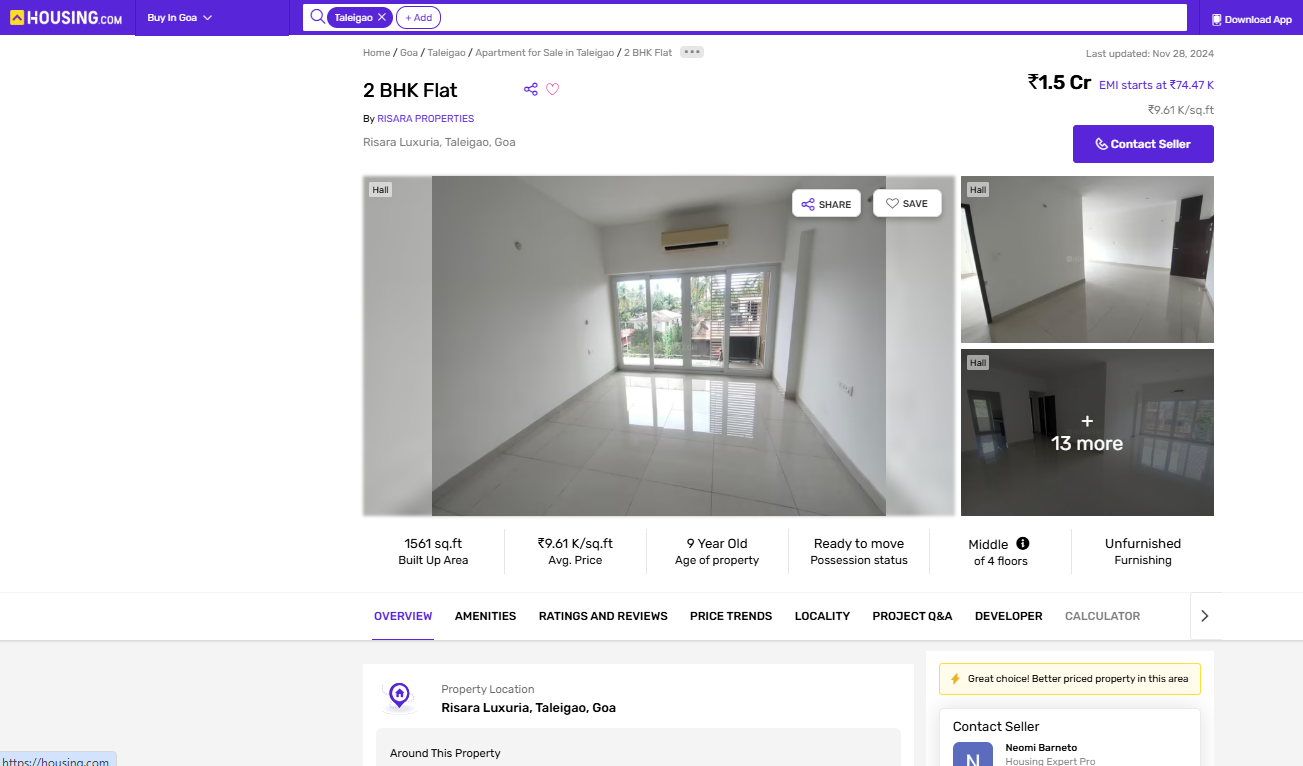 HOUSING.COM
Buy In Goa
Taleigao
+ Add
Download App
Home / Goa / Taleigao / Apartment for Sale in Taleigao / 2 BHK Flat
Last updated: Nov 28, 2024
2 BHK Flat
₹1.5 Cr EMI starts at ₹74.47 K
By RISARA PROPERTIES
₹9.61 K/sq.ft
Risara Luxuria, Taleigao, Goa
Contact Seller
Hall
SHARE
SAVE
Hall
Hall
+
13 more
1561 sq.ft
Built Up Area
₹9.61 K/sq.ft
Avg. Price
9 Year Old
Age of property
Ready to move
Possession status
Middle
of 4 floors
Unfurnished
Furnishing
OVERVIEW
AMENITIES
RATINGS AND REVIEWS
PRICE TRENDS
LOCALITY
PROJECT Q&A
DEVELOPER
CALCULATOR
Property Location
Risara Luxuria, Taleigao, Goa
Around This Property
Great choice! Better priced property in this area
Contact Seller
N
Neomi Barneto
Housing Expert Pro
https://housing.com